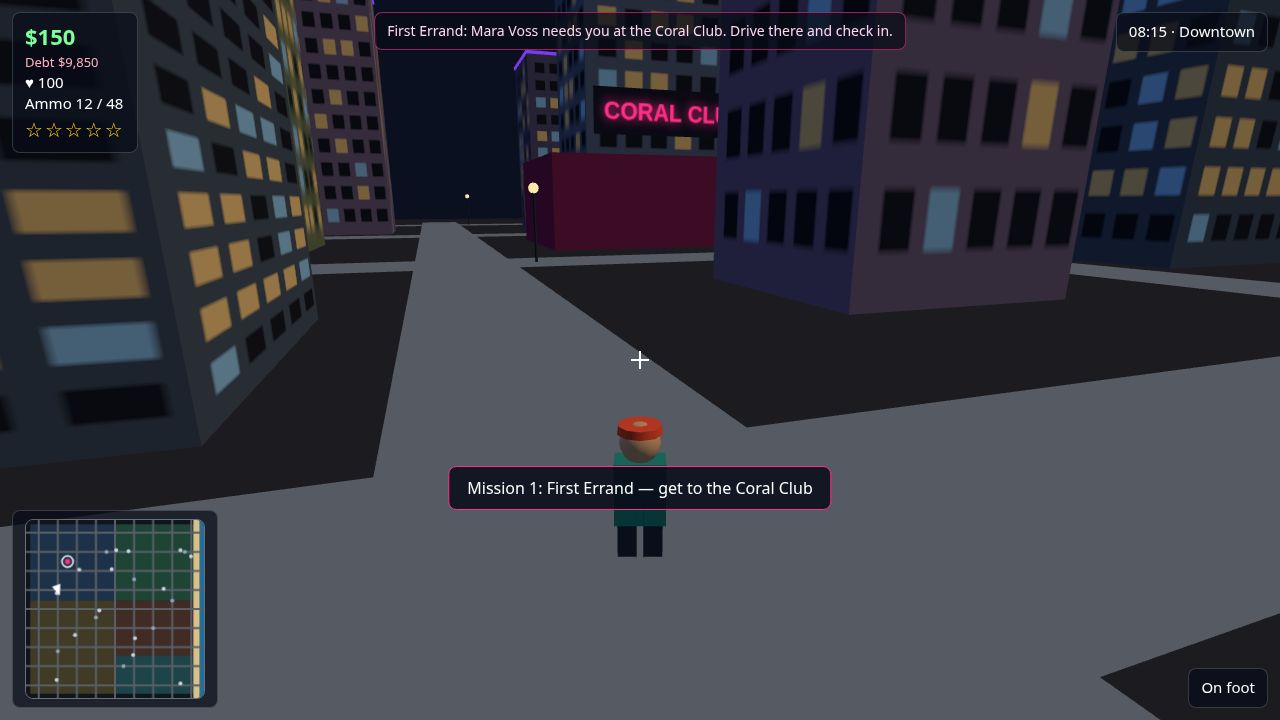 $150
Debt $9,850
♥ 100
Ammo 12 / 48
☆☆☆☆☆
First Errand: Mara Voss needs you at the Coral Club. Drive there and check in.
08:15 · Downtown
CORAL CLU
Mission 1: First Errand — get to the Coral Club
On foot